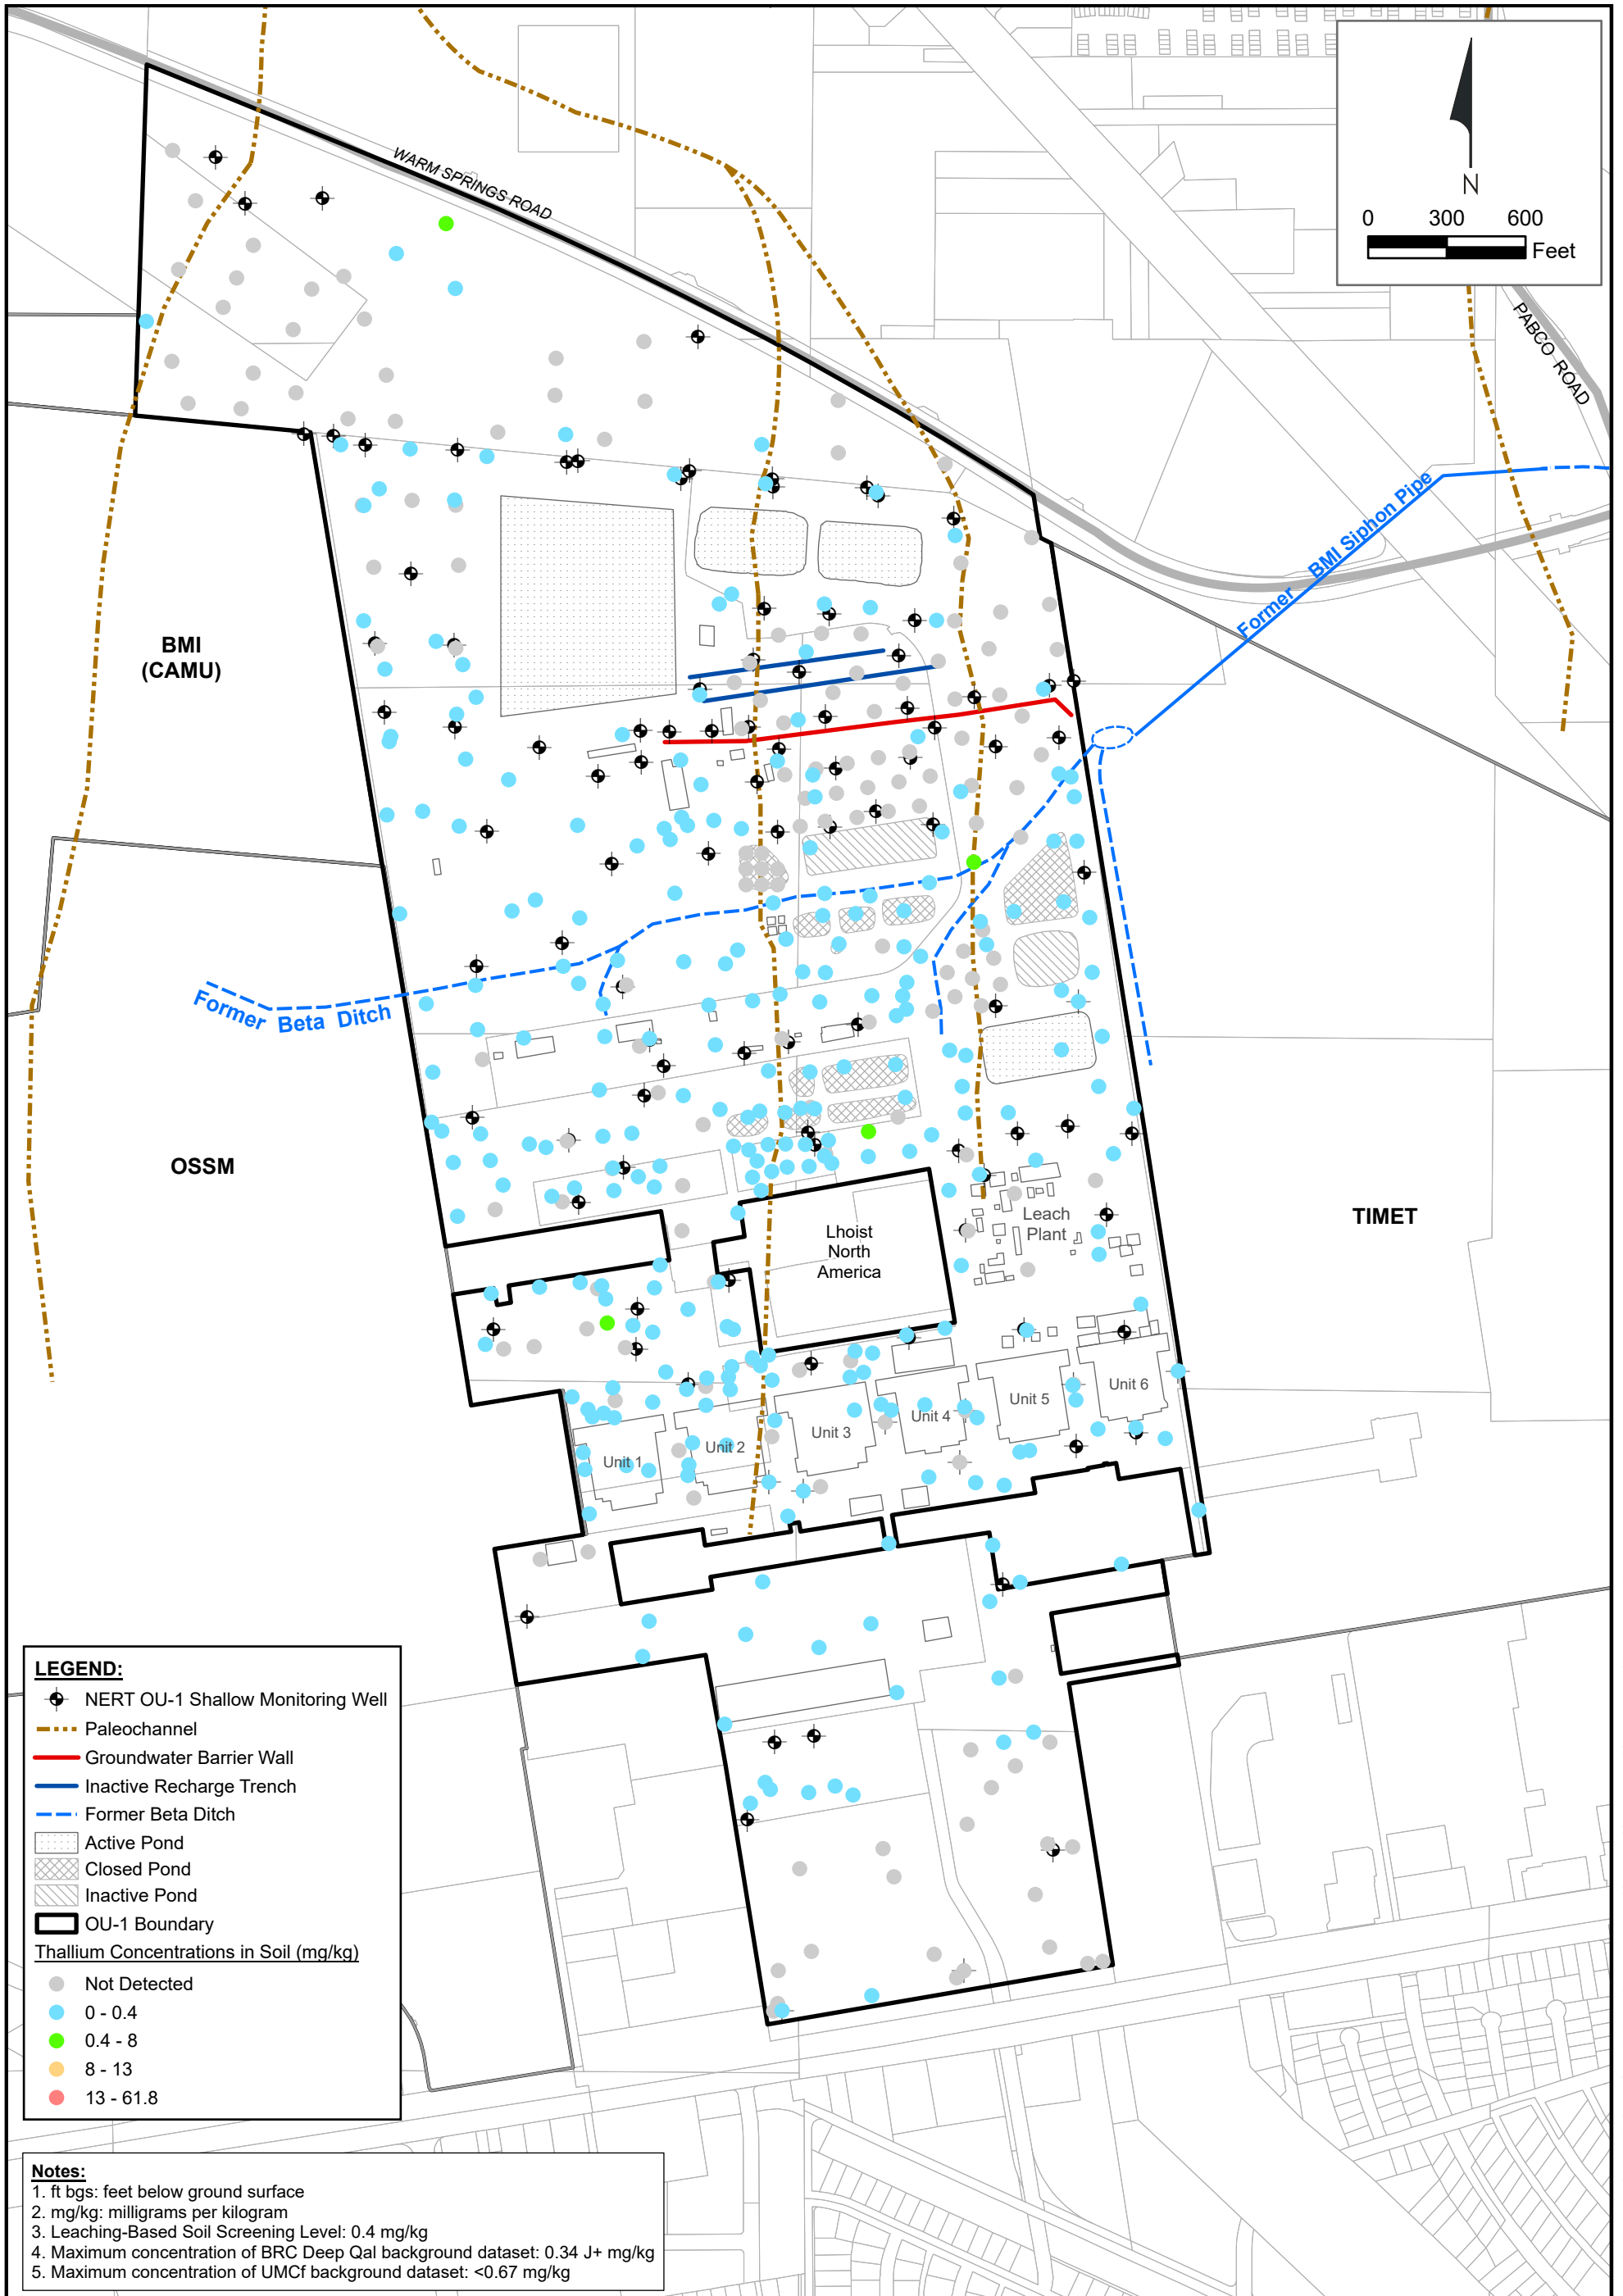 N
0 300 600
Feet
WARM SPRINGS ROAD
PABCO ROAD
Former BMI Siphon Pipe
BMI
(CAMU)
Former Beta Ditch
OSSM
TIMET
Lhoist
North
America
Leach
Plant
Unit 1
Unit 2
Unit 3
Unit 4
Unit 5
Unit 6
LEGEND:
NERT OU-1 Shallow Monitoring Well
Paleochannel
Groundwater Barrier Wall
Inactive Recharge Trench
Former Beta Ditch
Active Pond
Closed Pond
Inactive Pond
OU-1 Boundary
Thallium Concentrations in Soil (mg/kg)
Not Detected
0 - 0.4
0.4 - 8
8 - 13
13 - 61.8
Notes:
1. ft bgs: feet below ground surface
2. mg/kg: milligrams per kilogram
3. Leaching-Based Soil Screening Level: 0.4 mg/kg
4. Maximum concentration of BRC Deep Qal background dataset: 0.34 J+ mg/kg
5. Maximum concentration of UMCf background dataset: <0.67 mg/kg